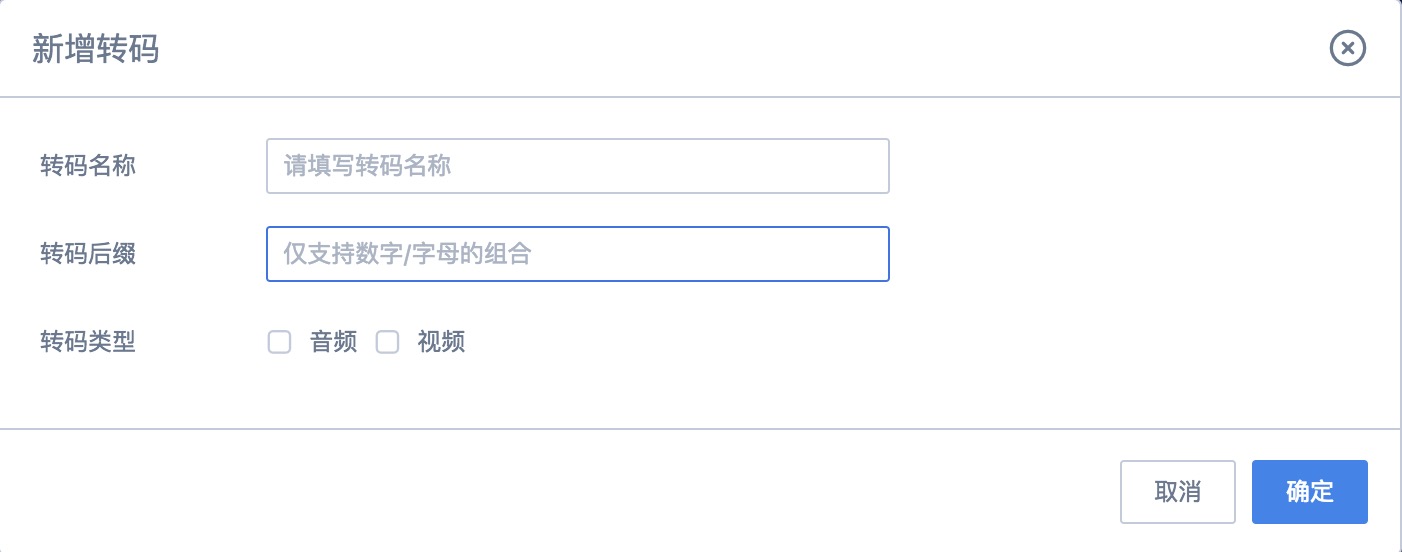 新增转码
转码名称 请填写转码名称
转码后缀 仅支持数字/字母的组合
转码类型 音频 视频
取消 确定